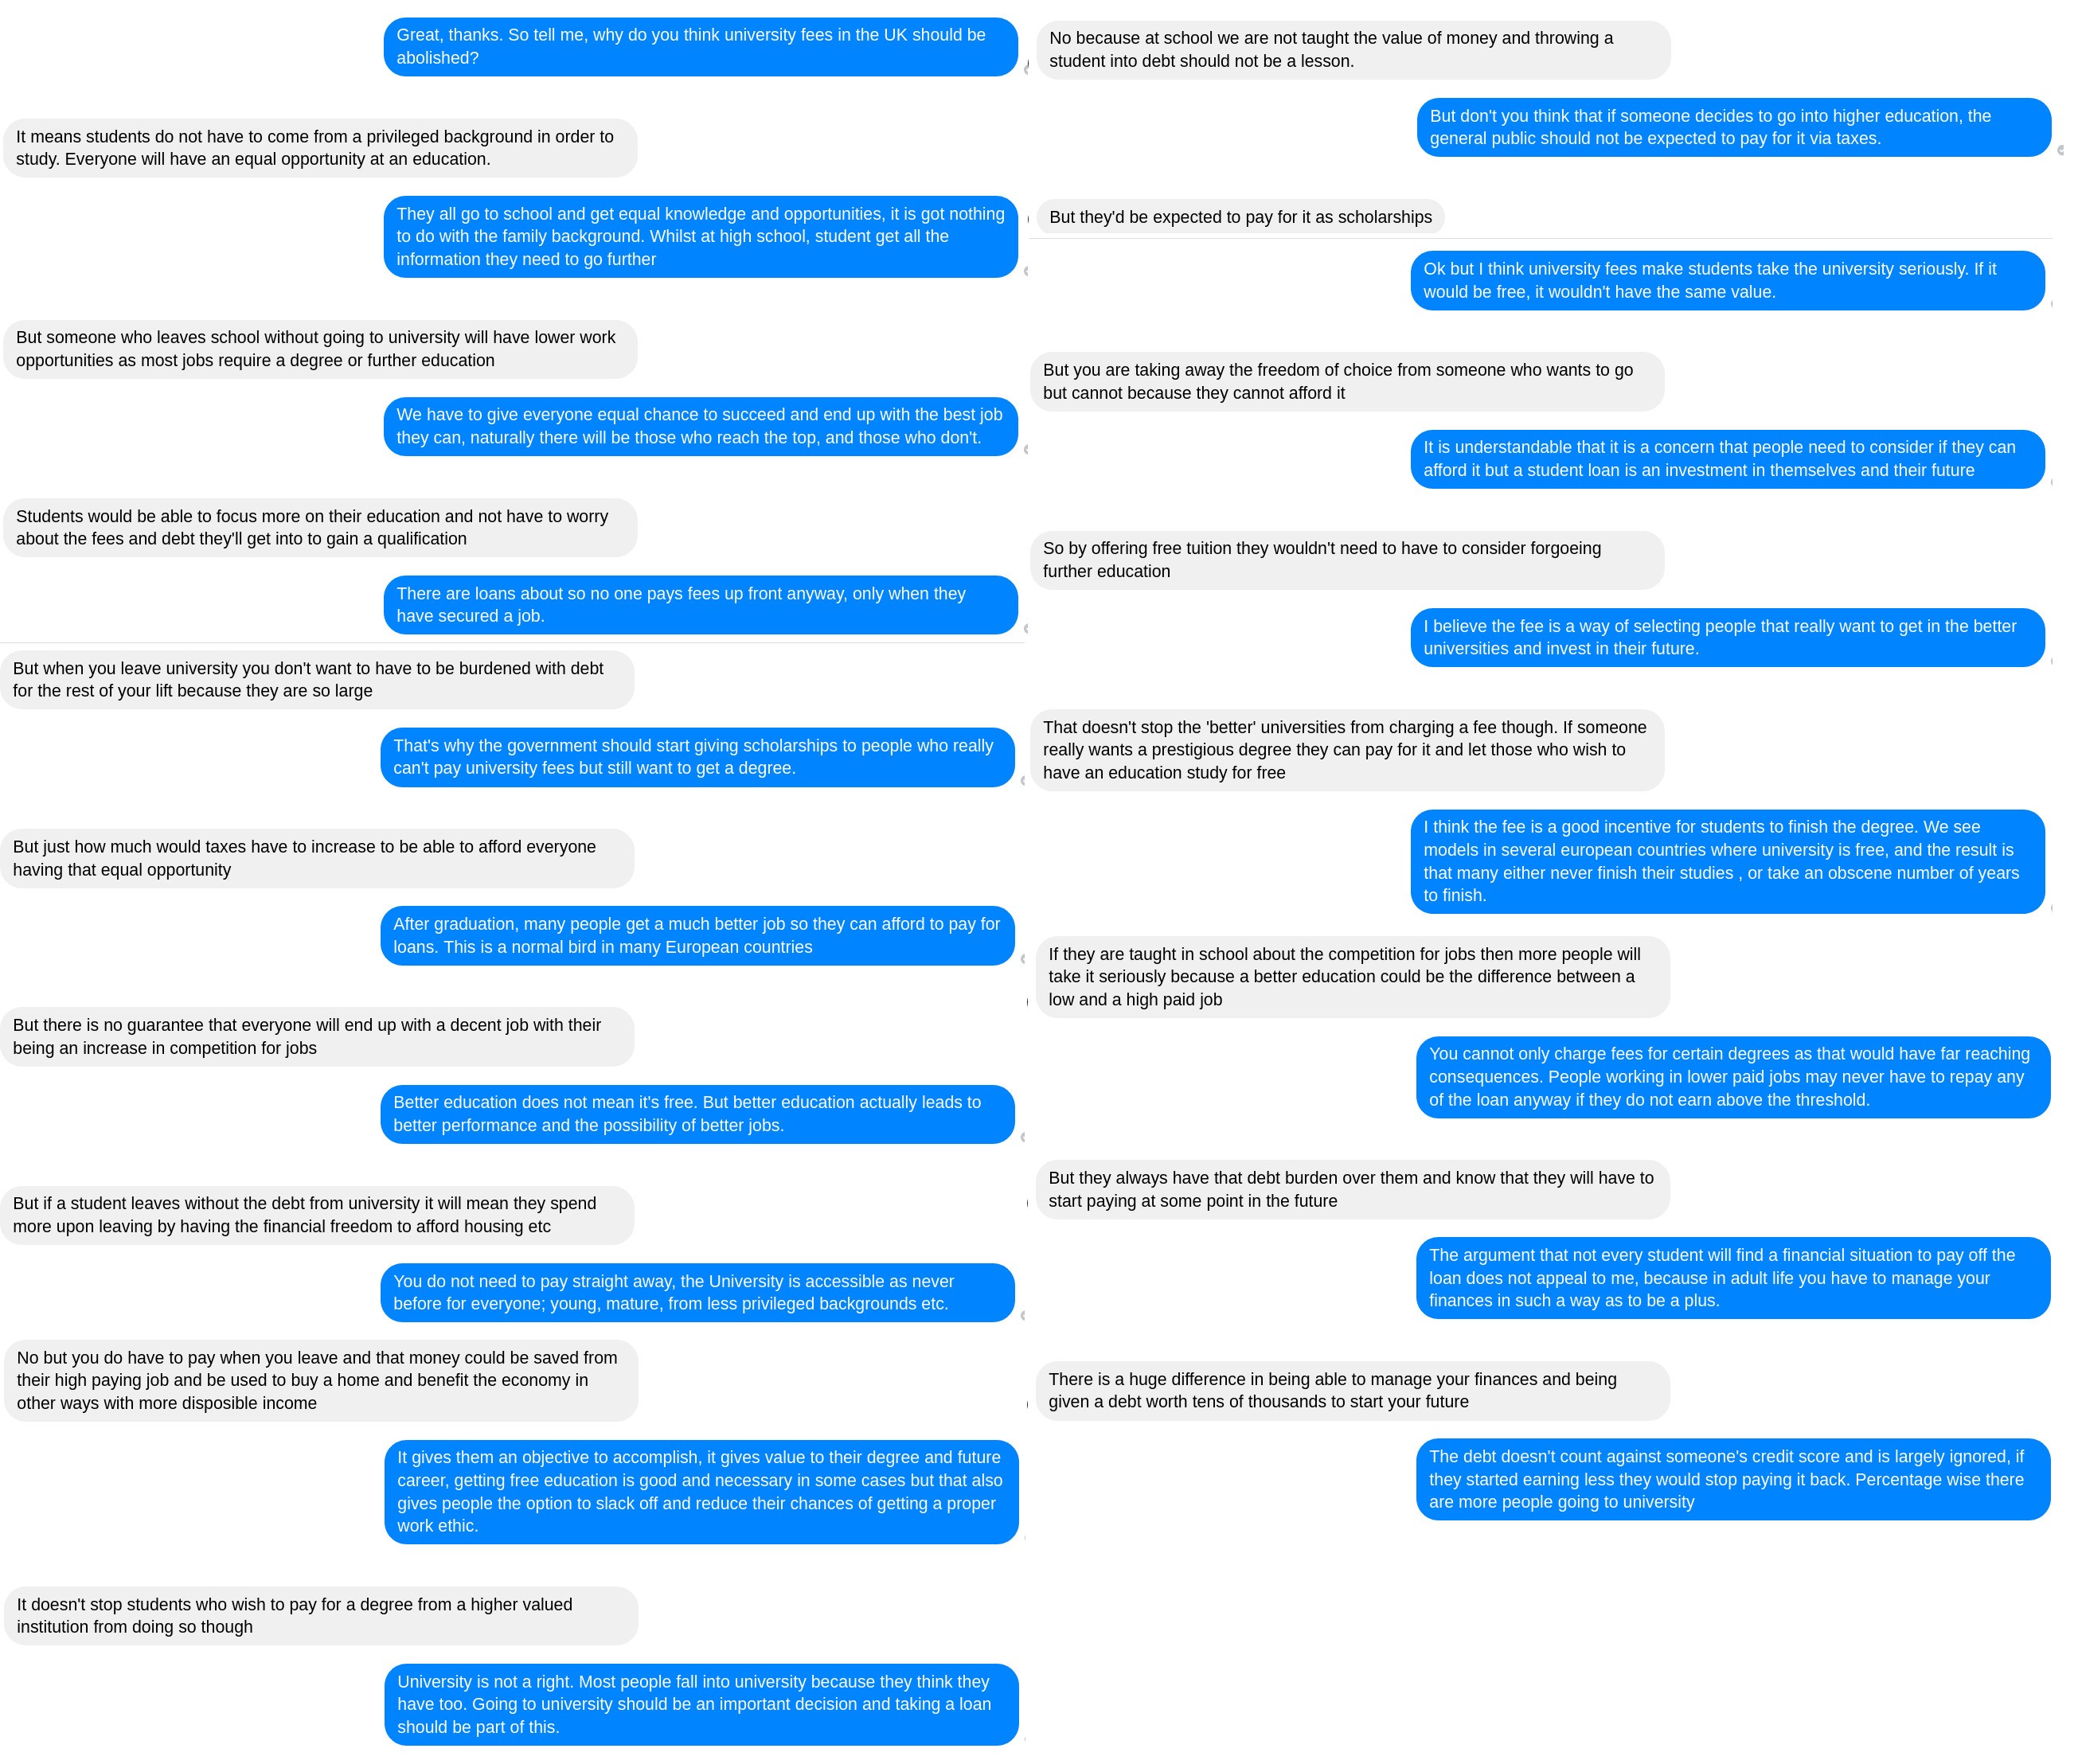 Great, thanks. So tell me, why do you think university fees in the UK should be
abolished?
It means students do not have to come from a privileged background in order to
study. Everyone will have an equal opportunity at an education.
They all go to school and get equal knowledge and opportunities, it is got nothing
to do with the family background. Whilst at high school, student get all the
information they need to go further
But someone who leaves school without going to university will have lower work
opportunities as most jobs require a degree or further education
We have to give everyone equal chance to succeed and end up with the best job
they can, naturally there will be those who reach the top, and those who don't.
Students would be able to focus more on their education and not have to worry
about the fees and debt they'll get into to gain a qualification
There are loans about so no one pays fees up front anyway, only when they
have secured a job.
But when you leave university you don't want to have to be burdened with debt
for the rest of your lift because they are so large
That's why the government should start giving scholarships to people who really
can't pay university fees but still want to get a degree.
But just how much would taxes have to increase to be able to afford everyone
having that equal opportunity
After graduation, many people get a much better job so they can afford to pay for
loans. This is a normal bird in many European countries
But there is no guarantee that everyone will end up with a decent job with their
being an increase in competition for jobs
Better education does not mean it's free. But better education actually leads to
better performance and the possibility of better jobs.
But if a student leaves without the debt from university it will mean they spend
more upon leaving by having the financial freedom to afford housing etc
You do not need to pay straight away, the University is accessible as never
before for everyone; young, mature, from less privileged backgrounds etc.
No but you do have to pay when you leave and that money could be saved from
their high paying job and be used to buy a home and benefit the economy in
other ways with more disposible income
It gives them an objective to accomplish, it gives value to their degree and future
career, getting free education is good and necessary in some cases but that also
gives people the option to slack off and reduce their chances of getting a proper
work ethic.
It doesn't stop students who wish to pay for a degree from a higher valued
institution from doing so though
University is not a right. Most people fall into university because they think they
have too. Going to university should be an important decision and taking a loan
should be part of this.
No because at school we are not taught the value of money and throwing a
student into debt should not be a lesson.
But don't you think that if someone decides to go into higher education, the
general public should not be expected to pay for it via taxes.
But they'd be expected to pay for it as scholarships
Ok but I think university fees make students take the university seriously. If it
would be free, it wouldn't have the same value.
But you are taking away the freedom of choice from someone who wants to go
but cannot because they cannot afford it
It is understandable that it is a concern that people need to consider if they can
afford it but a student loan is an investment in themselves and their future
So by offering free tuition they wouldn't need to have to consider forgoeing
further education
I believe the fee is a way of selecting people that really want to get in the better
universities and invest in their future.
That doesn't stop the 'better' universities from charging a fee though. If someone
really wants a prestigious degree they can pay for it and let those who wish to
have an education study for free
I think the fee is a good incentive for students to finish the degree. We see
models in several european countries where university is free, and the result is
that many either never finish their studies , or take an obscene number of years
to finish.
If they are taught in school about the competition for jobs then more people will
take it seriously because a better education could be the difference between a
low and a high paid job
You cannot only charge fees for certain degrees as that would have far reaching
consequences. People working in lower paid jobs may never have to repay any
of the loan anyway if they do not earn above the threshold.
But they always have that debt burden over them and know that they will have to
start paying at some point in the future
The argument that not every student will find a financial situation to pay off the
loan does not appeal to me, because in adult life you have to manage your
finances in such a way as to be a plus.
There is a huge difference in being able to manage your finances and being
given a debt worth tens of thousands to start your future
The debt doesn't count against someone's credit score and is largely ignored, if
they started earning less they would stop paying it back. Percentage wise there
are more people going to university